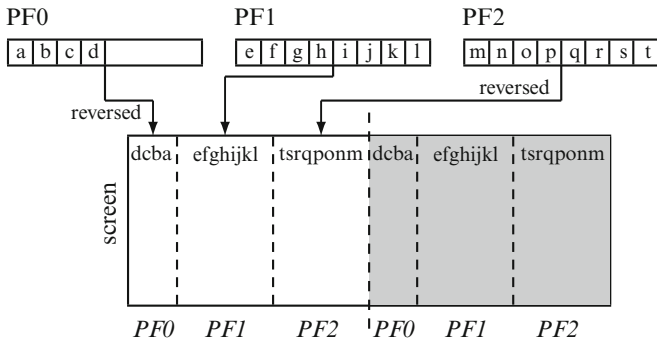 PF0 PF1 PF2
a b c d e f g h i j k l m n o p q r s t
reversed reversed
dcba efghijkl tsrqponm dcba efghijkl tsrqponm
screen
PF0 PF1 PF2 PF0 PF1 PF2